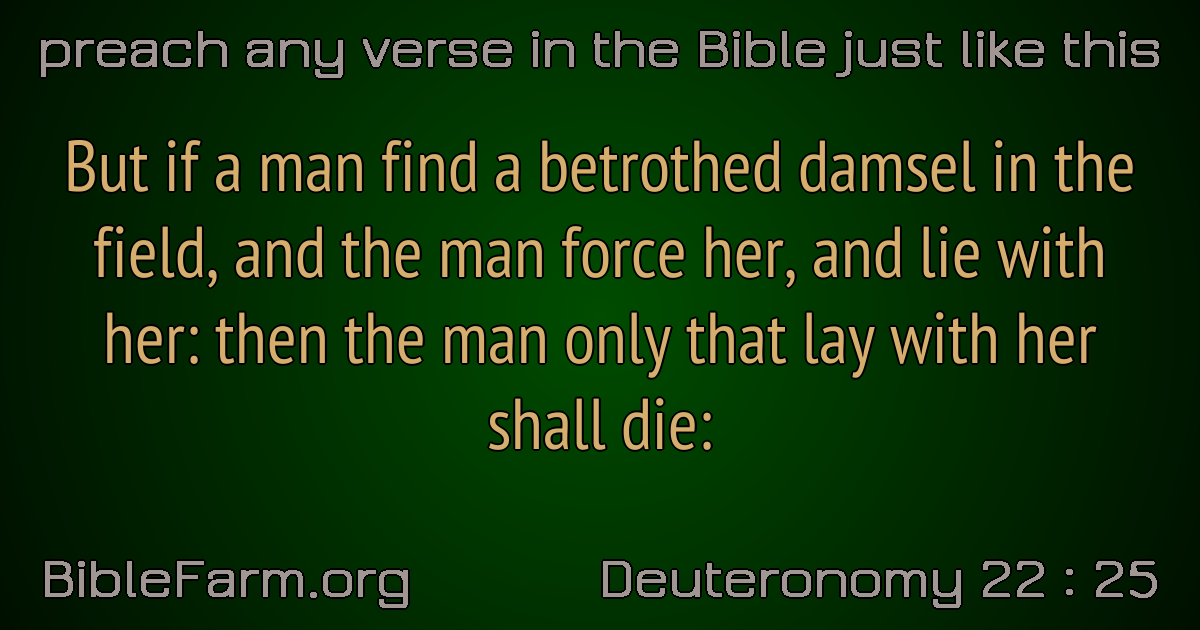 preach any verse in the Bible just like this
But if a man find a betrothed damsel in the
field, and the man force her, and lie with
her: then the man only that lay with her
shall die:
BibleFarm.org
Deuteronomy 22 : 25